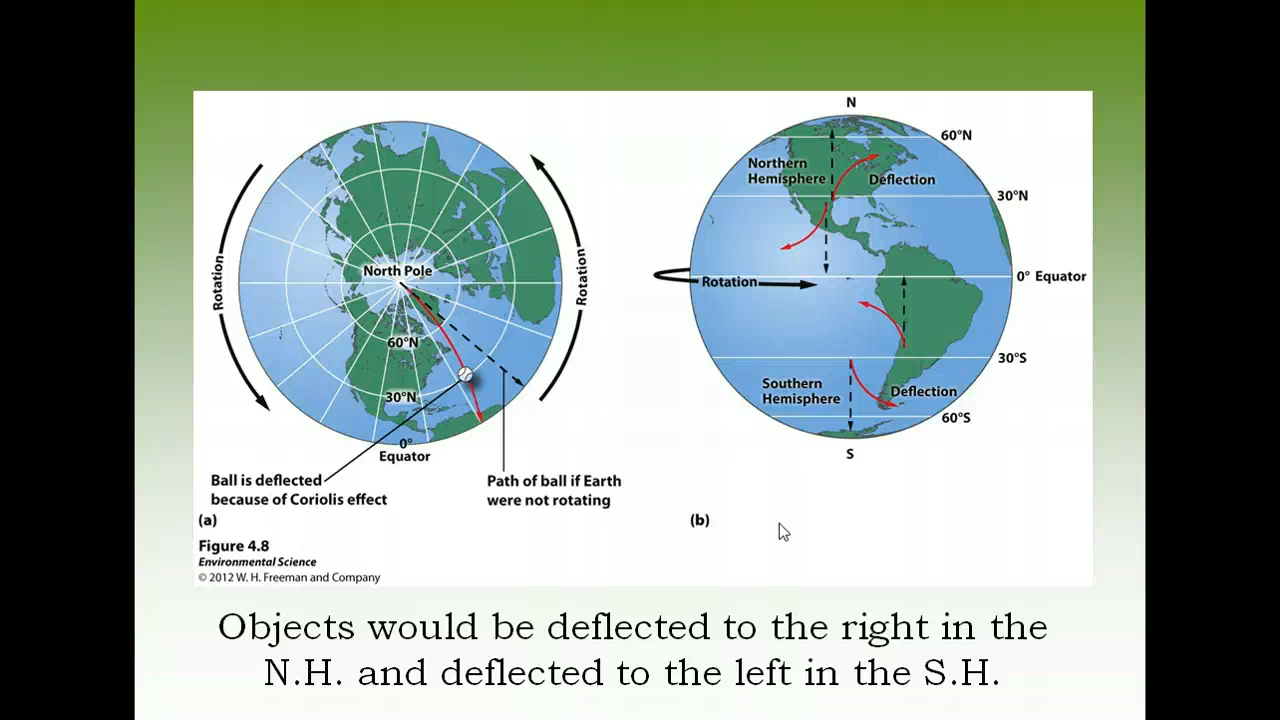 Rotation
North Pole
60°N
30°N
0°
Equator
Rotation
Ball is deflected
because of Coriolis effect
Path of ball if Earth
were not rotating
(a)
N
60°N
Northern
Hemisphere
Deflection
30°N
Rotation
0° Equator
30°S
Southern
Hemisphere
Deflection
60°S
S
(b)
Figure 4.8
Environmental Science
© 2012 W. H. Freeman and Company
Objects would be deflected to the right in the
N.H. and deflected to the left in the S.H.